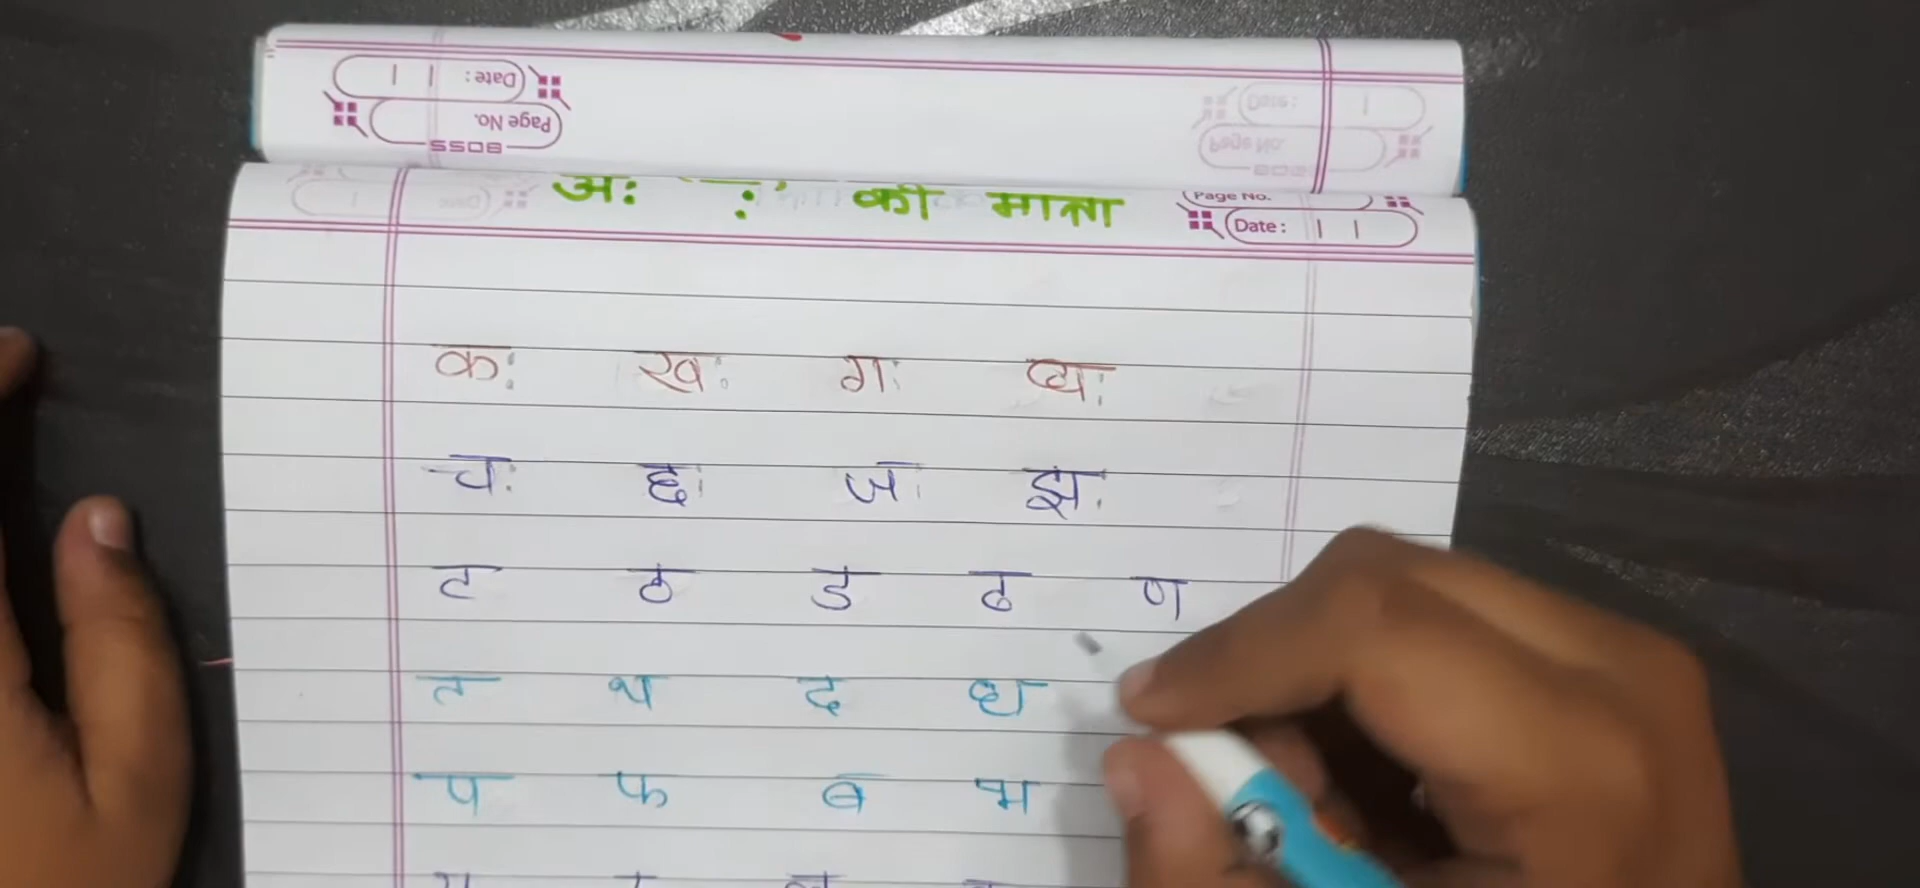 Date:
Page No.
BOSS
अः ' ः' की मात्रा
Page No.
Date:
कः खः गः घः
चः छः जः झः
ट ठ ड ढ ण
त थ द ध
प फ ब भ